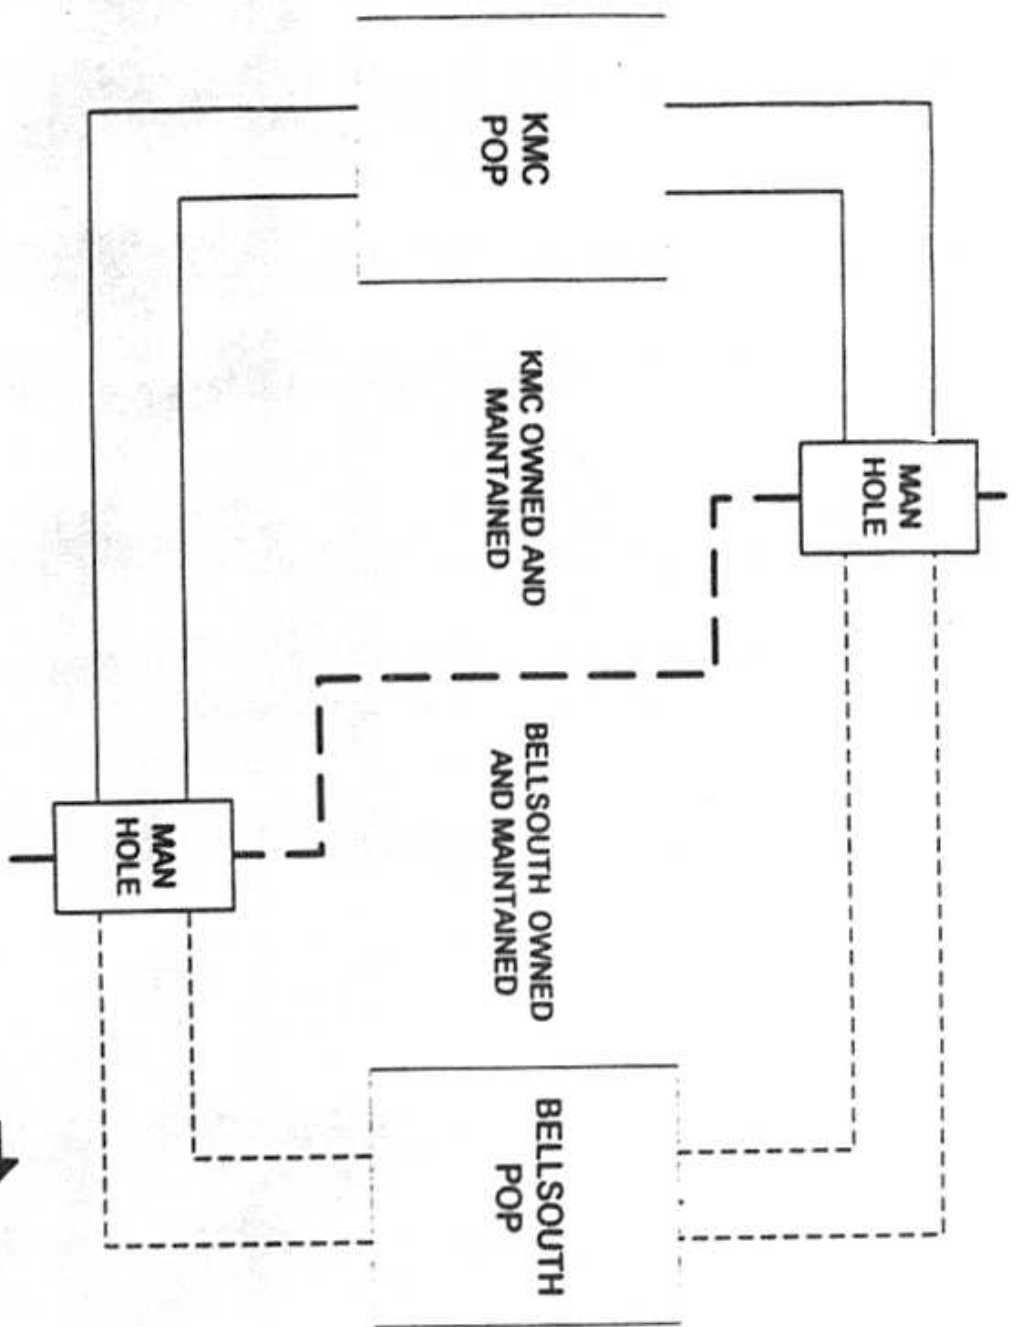 MAN
HOLE
KMC
POP
KMC OWNED AND
MAINTAINED
BELLSOUTH OWNED
AND MAINTAINED
BELLSOUTH
POP
MAN
HOLE